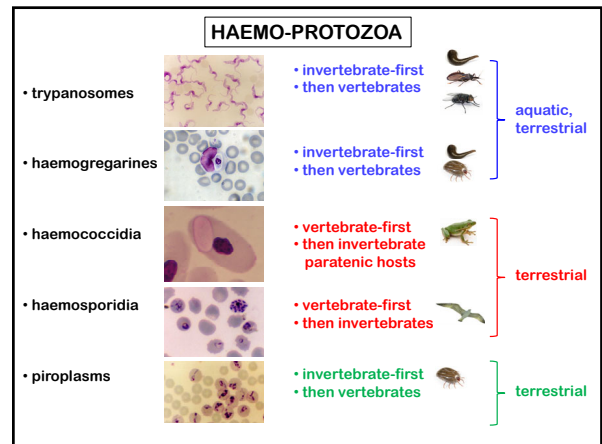 HAEMO-PROTOZOA
• trypanosomes
• invertebrate-first
• then vertebrates
aquatic,
terrestrial
• haemogregarines
• invertebrate-first
• then vertebrates
• haemococcidia
• vertebrate-first
• then invertebrate
paratenic hosts
terrestrial
• haemosporidia
• vertebrate-first
• then invertebrates
• piroplasms
• invertebrate-first
• then vertebrates
terrestrial